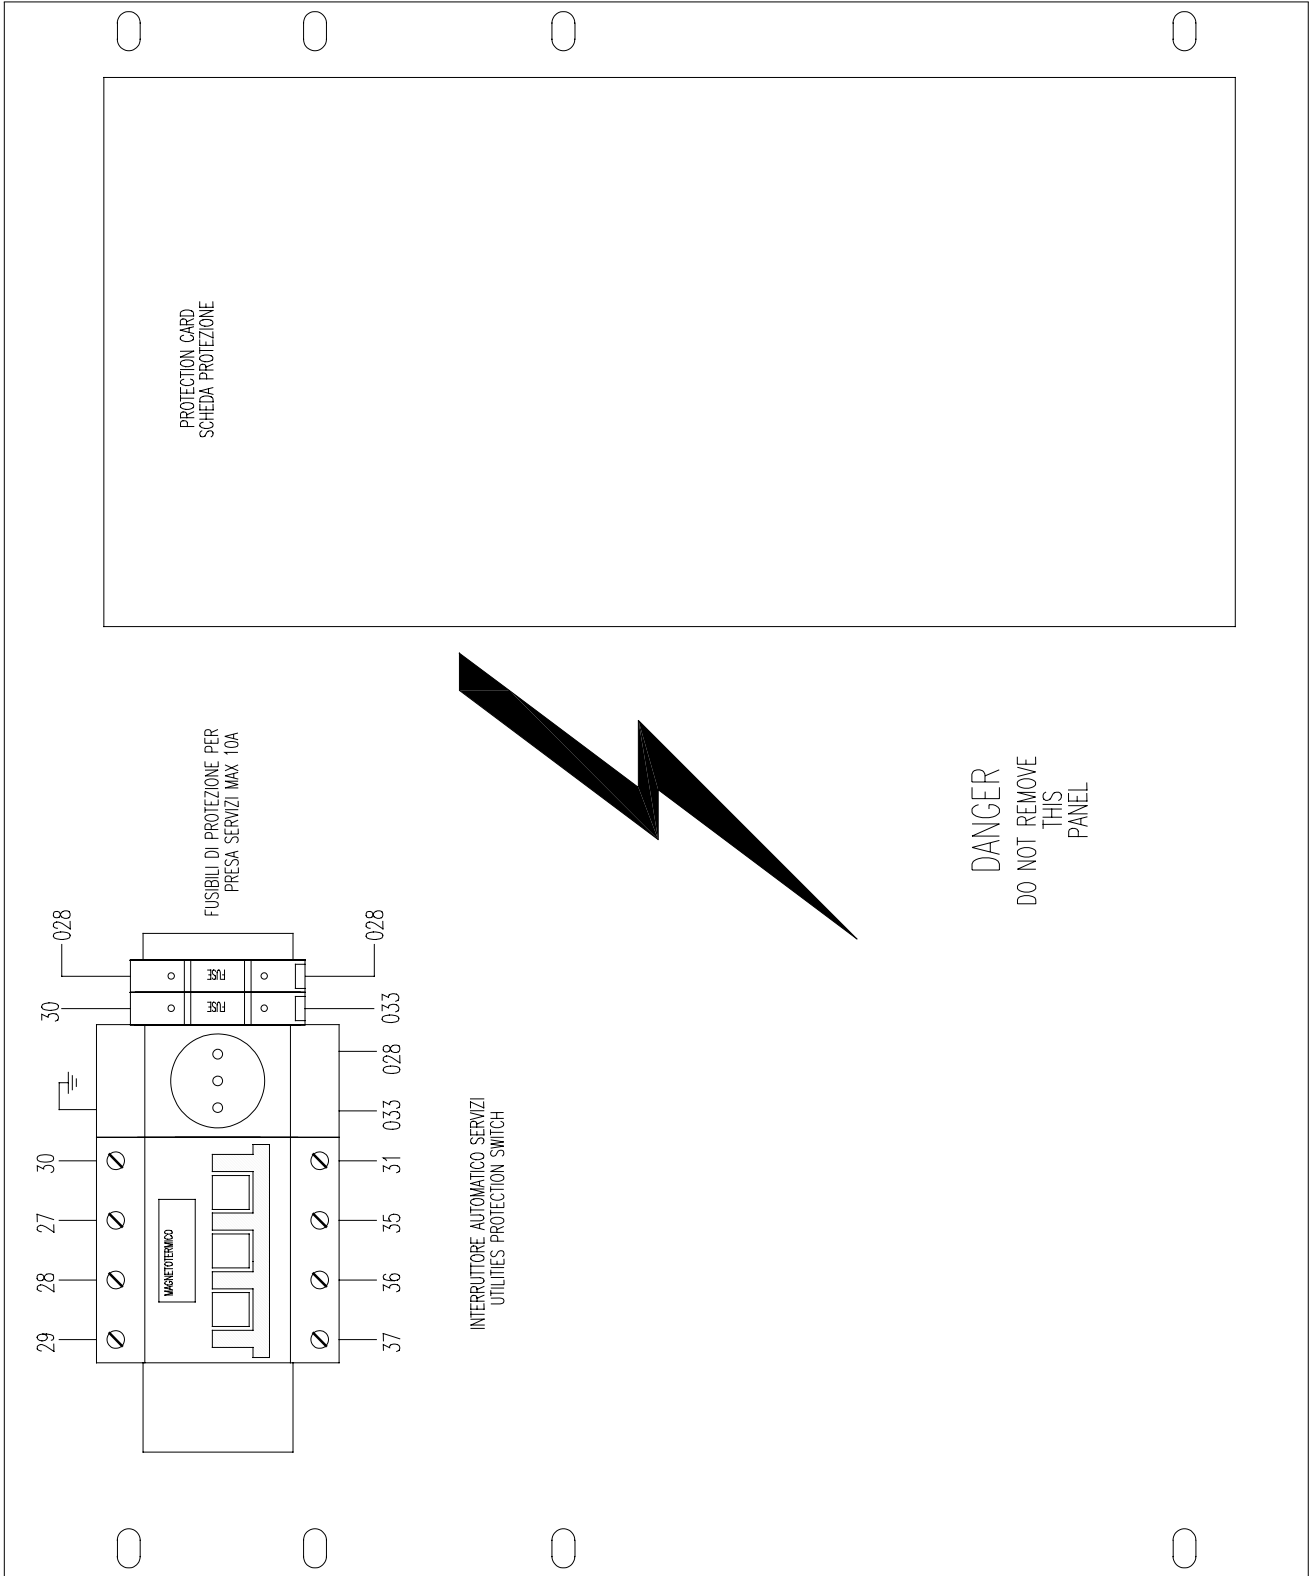 PROTECTION CARD
SCHEDA PROTEZIONE
FUSIBILI DI PROTEZIONE PER
PRESA SERVIZI MAX 10A
DANGER
DO NOT REMOVE
THIS
PANEL
028
028
FUSE
30
033
FUSE
028
033
30
31
27
35
28
36
29
37
MAGNETOTERMICO
INTERRUTTORE AUTOMATICO SERVIZI
UTILITIES PROTECTION SWITCH